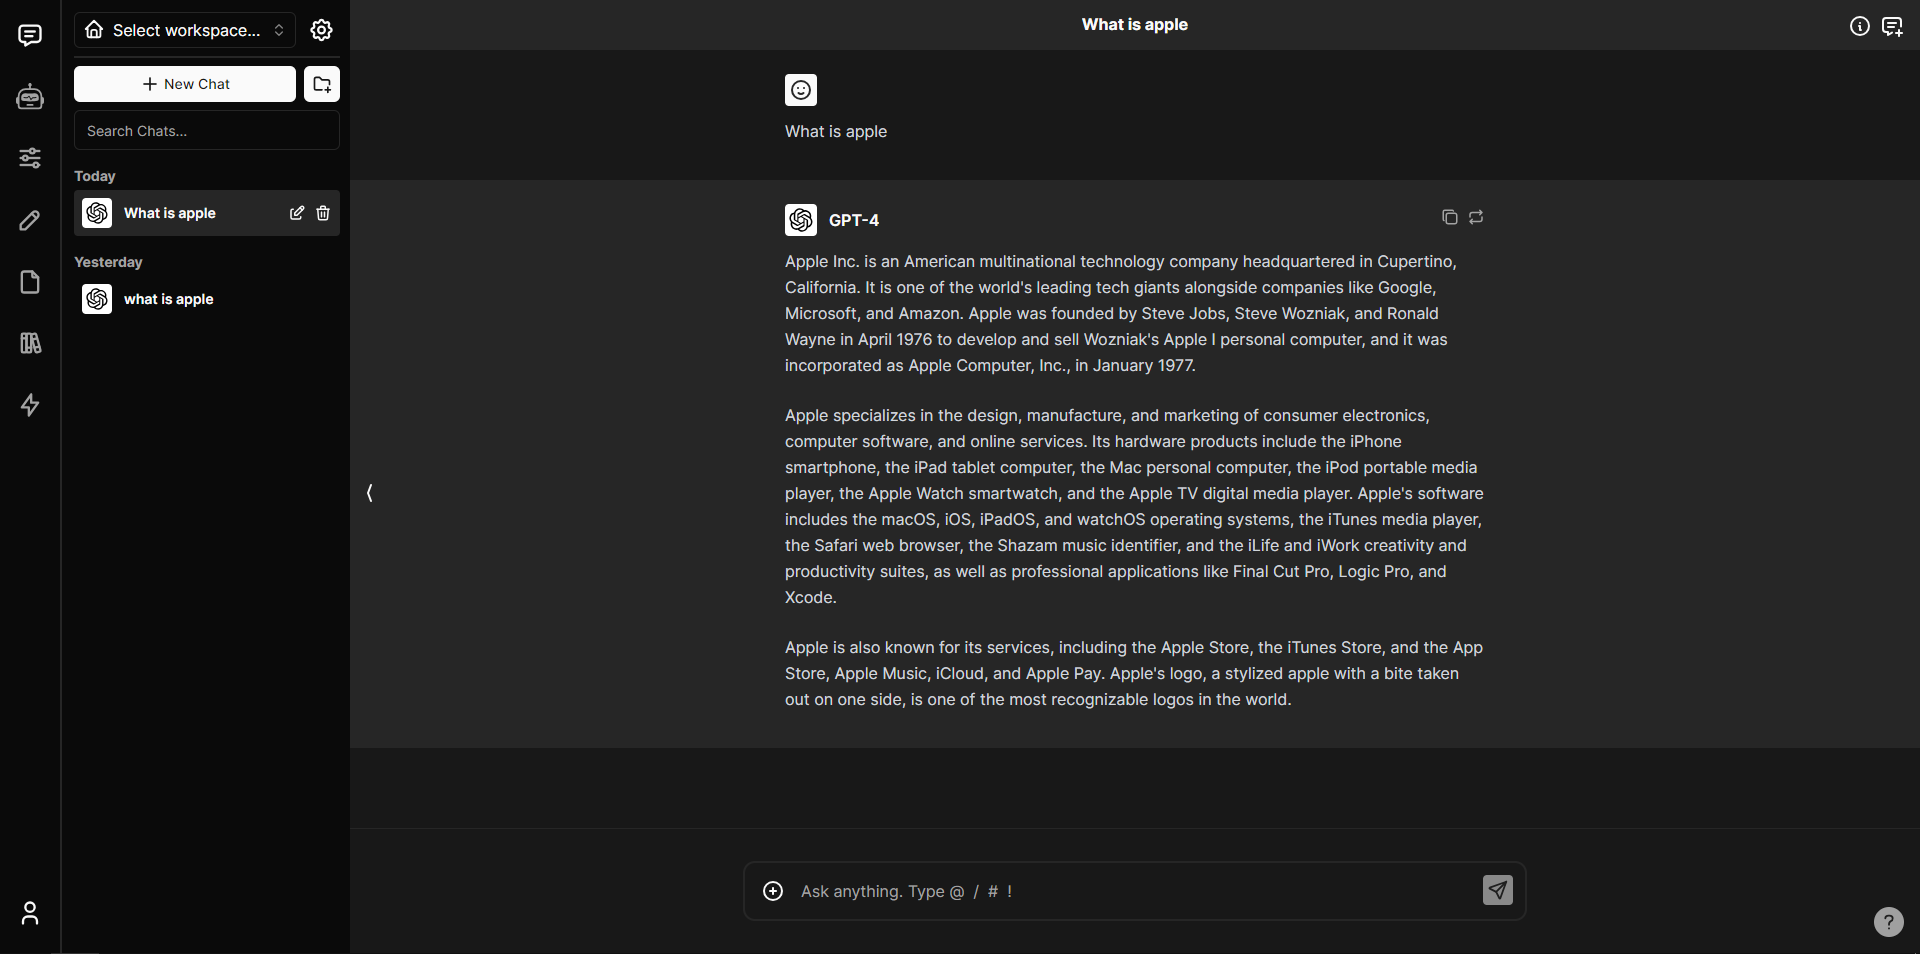 Select workspace...
New Chat
Search Chats...
Today
What is apple
Yesterday
what is apple
What is apple
What is apple
GPT-4
Apple Inc. is an American multinational technology company headquartered in Cupertino,
California. It is one of the world's leading tech giants alongside companies like Google,
Microsoft, and Amazon. Apple was founded by Steve Jobs, Steve Wozniak, and Ronald
Wayne in April 1976 to develop and sell Wozniak's Apple I personal computer, and it was
incorporated as Apple Computer, Inc., in January 1977.
Apple specializes in the design, manufacture, and marketing of consumer electronics,
computer software, and online services. Its hardware products include the iPhone
smartphone, the iPad tablet computer, the Mac personal computer, the iPod portable media
player, the Apple Watch smartwatch, and the Apple TV digital media player. Apple's software
includes the macOS, iOS, iPadOS, and watchOS operating systems, the iTunes media player,
the Safari web browser, the Shazam music identifier, and the iLife and iWork creativity and
productivity suites, as well as professional applications like Final Cut Pro, Logic Pro, and
Xcode.
Apple is also known for its services, including the Apple Store, the iTunes Store, and the App
Store, Apple Music, iCloud, and Apple Pay. Apple's logo, a stylized apple with a bite taken
out on one side, is one of the most recognizable logos in the world.
Ask anything. Type @ / # !
?